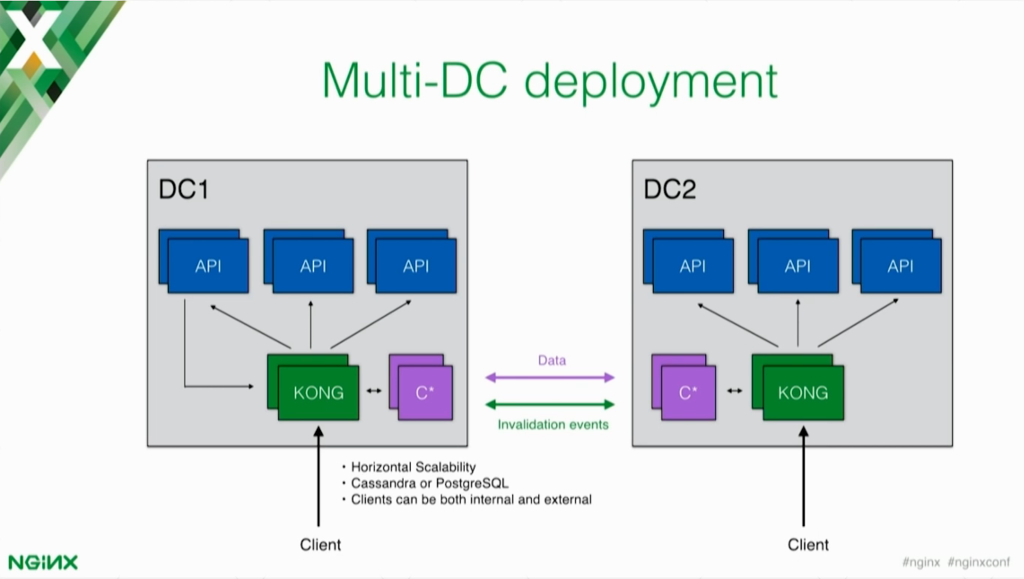 Multi-DC deployment
DC1
API
API
API
KONG
C*
DC2
API
API
API
C*
KONG
Data
Invalidation events
• Horizontal Scalability
• Cassandra or PostgreSQL
• Clients can be both internal and external
Client
Client
NGINX
#nginx #nginxconf